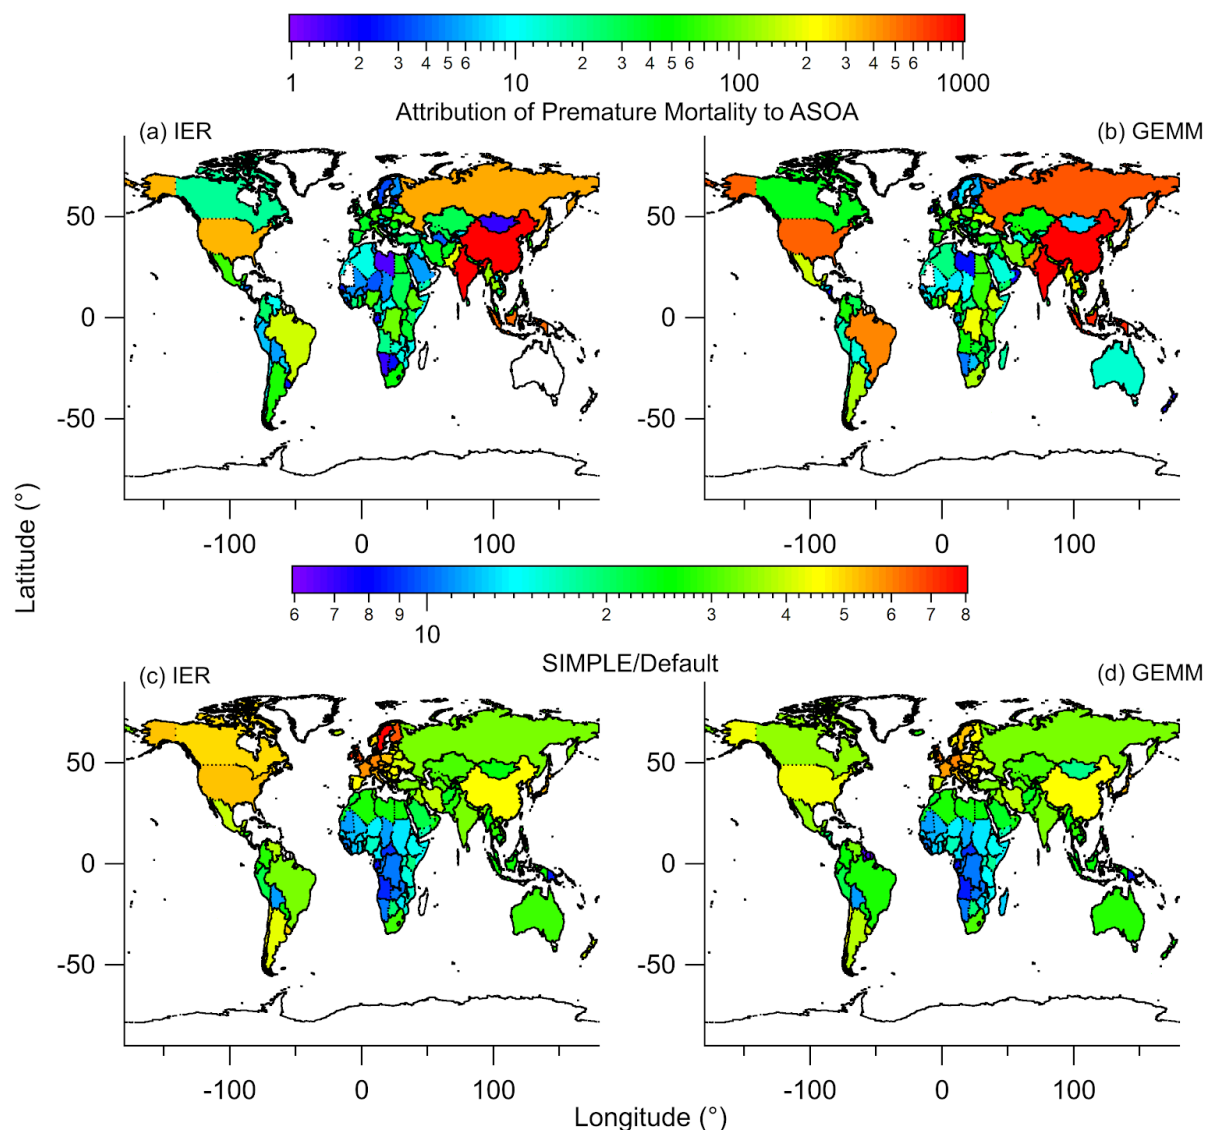 1 2 3 4 5 6 10 2 3 4 5 6 100 2 3 4 5 6 1000
Attribution of Premature Mortality to ASOA
(a) IER
(b) GEMM
50
0
-50
50
0
-50
-100 0 100
-100 0 100
6 7 8 9 10 2 3 4 5 6 7 8
SIMPLE/Default
(c) IER
(d) GEMM
50
0
-50
50
0
-50
-100 0 100
-100 0 100
Latitude (°)
Longitude (°)